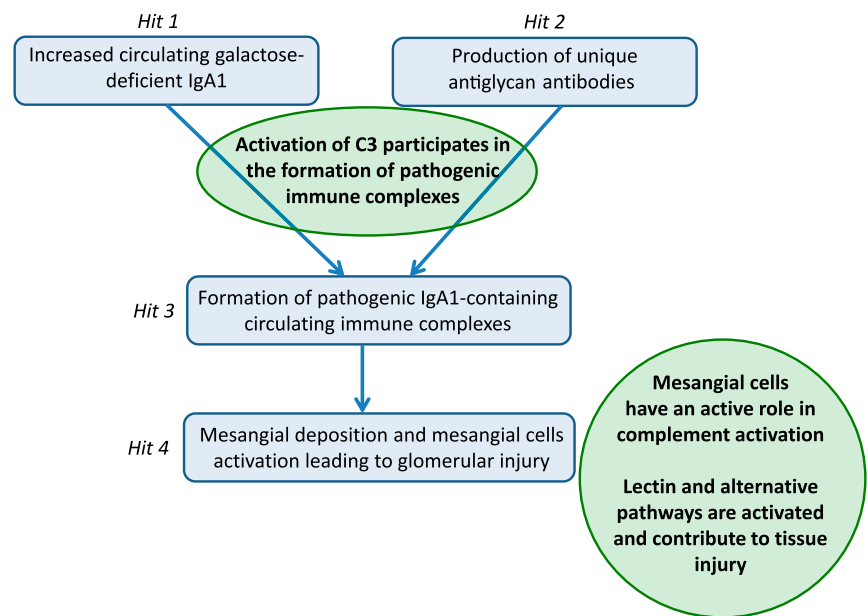 Hit 1
Increased circulating galactose-
deficient IgA1
Hit 2
Production of unique
antiglycan antibodies
Activation of C3 participates in
the formation of pathogenic
immune complexes
Hit 3
Formation of pathogenic IgA1-containing
circulating immune complexes
Hit 4
Mesangial deposition and mesangial cells
activation leading to glomerular injury
Mesangial cells
have an active role in
complement activation
Lectin and alternative
pathways are activated
and contribute to tissue
injury